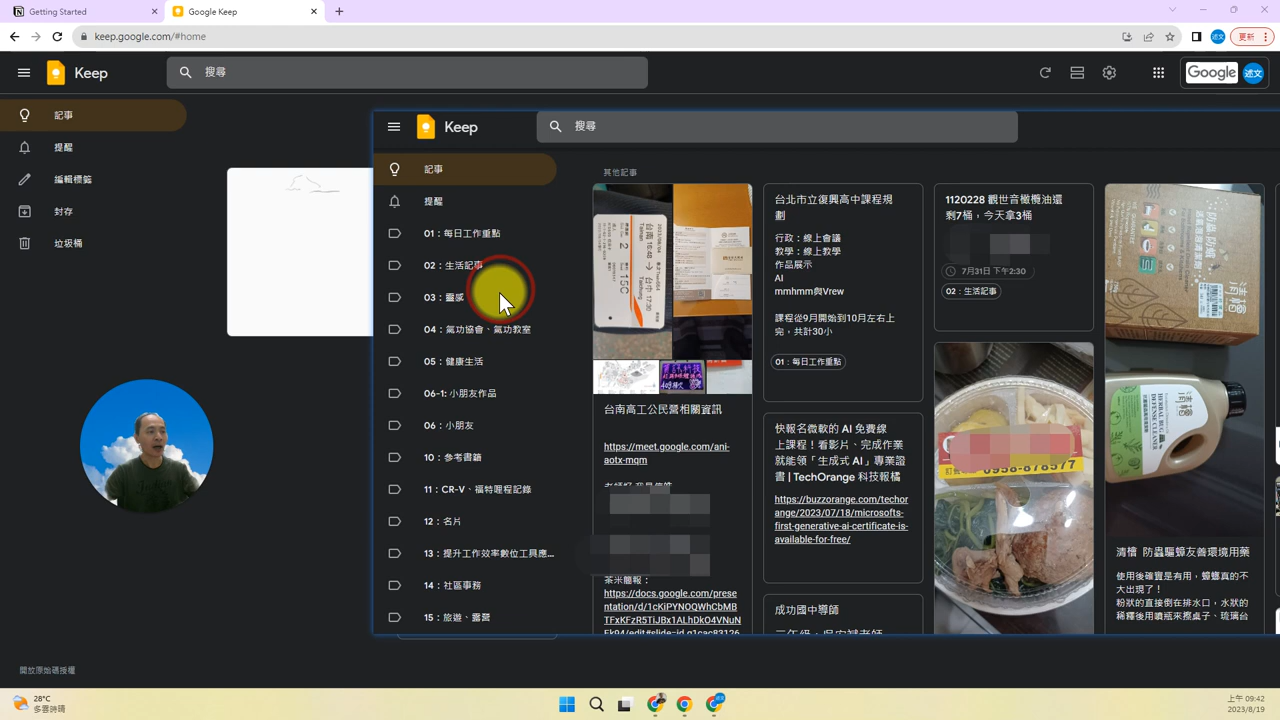 Getting Started
Google Keep
keep.google.com/#home
更新
Keep
搜尋
Google
述文
記事
提醒
編輯標籤
封存
垃圾桶
開放原始碼授權
Keep
搜尋
記事
提醒
01：每日工作重點
02：生活記事
03：靈感
04：氣功協會、氣功教室
05：健康生活
06-1: 小朋友作品
06：小朋友
10：參考書籍
11：CR-V、福特哩程記錄
12：名片
13：提升工作效率數位工具應...
14：社區事務
15：旅遊、露營
其他記事
台南高工公民營相關資訊
https://meet.google.com/ani-
aotx-mqm
茶米簡報：
https://docs.google.com/prese
ntation/d/1cKiPYNOQWhCbMB
TFxKFzR5TiJBx1ALhDkO4VNuN
台北市立復興高中課程規
劃
行政：線上會議
教學：線上教學
作品展示
AI
mmhmm與Vrew
課程從9月開始到10月左右上
完，共計30小
01：每日工作重點
快報名微軟的 AI 免費線
上課程！看影片、完成作業
就能領「生成式 AI」專業證
書 | TechOrange 科技報橘
https://buzzorange.com/techor
ange/2023/07/18/microsofts-
first-generative-ai-certificate-is-
available-for-free/
成功國中導師
1120228 觀世音橄欖油還
剩7桶，今天拿3桶
7月31日 下午2:30
02：生活記事
清檜 防蟲驅蟑友善環境用藥
使用後確實是有用，蟑螂真的不
大出現了！
粉狀的直接倒在排水口，水狀的
稀釋後用噴瓶來擦桌子、琉璃台
28°C
多雲時晴
上午 09:42
2023/8/19